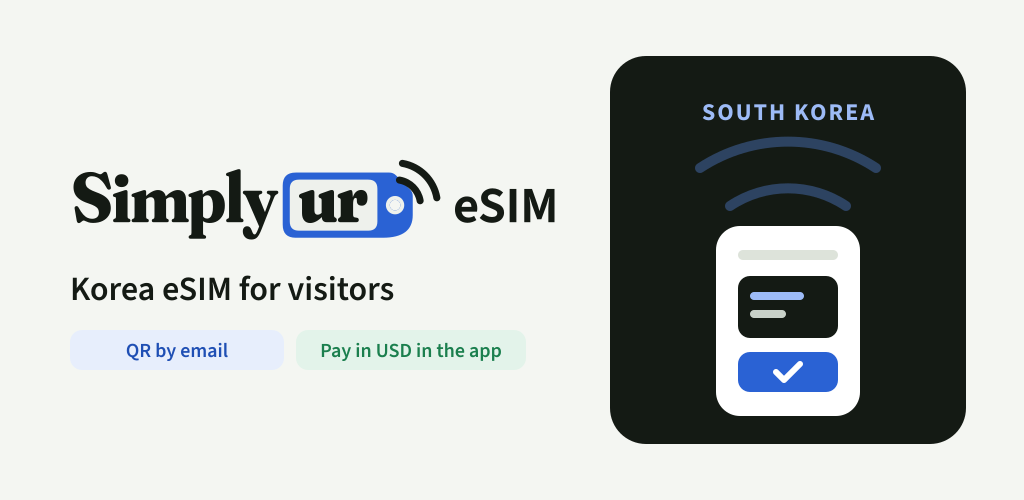 Simply ur eSIM
Korea eSIM for visitors
QR by email
Pay in USD in the app
SOUTH KOREA